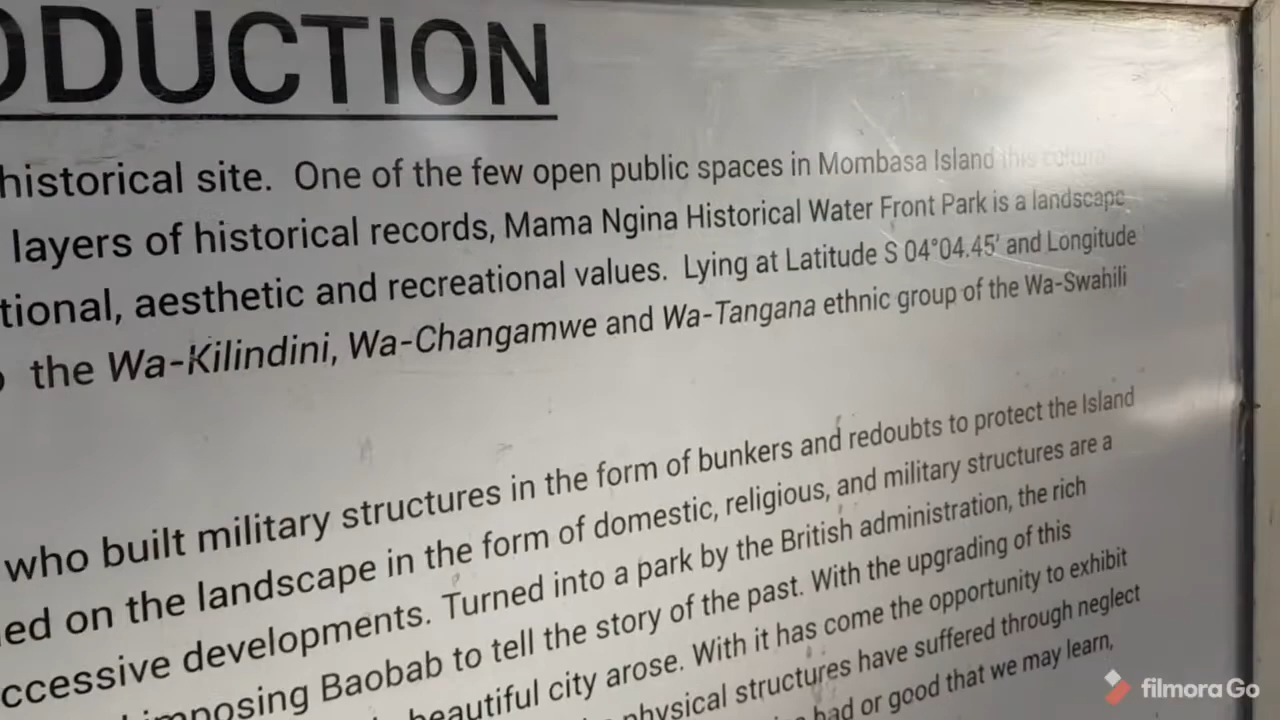 ODUCTION
historical site. One of the few open public spaces in Mombasa Island this
layers of historical records, Mama Ngina Historical Water Front Park is a landscape
tional, aesthetic and recreational values. Lying at Latitude S 04°04.45' and Longitude
the Wa-Kilindini, Wa-Changamwe and Wa-Tangana ethnic group of the Wa-Swahili
who built military structures in the form of bunkers and redoubts to protect the Island
ed on the landscape in the form of domestic, religious, and military structures are a
ccessive developments. Turned into a park by the British administration, the rich
imposing Baobab to tell the story of the past. With the upgrading of this
beautiful city arose. With it has come the opportunity to exhibit
physical structures have suffered through neglect
bad or good that we may learn,
filmora Go